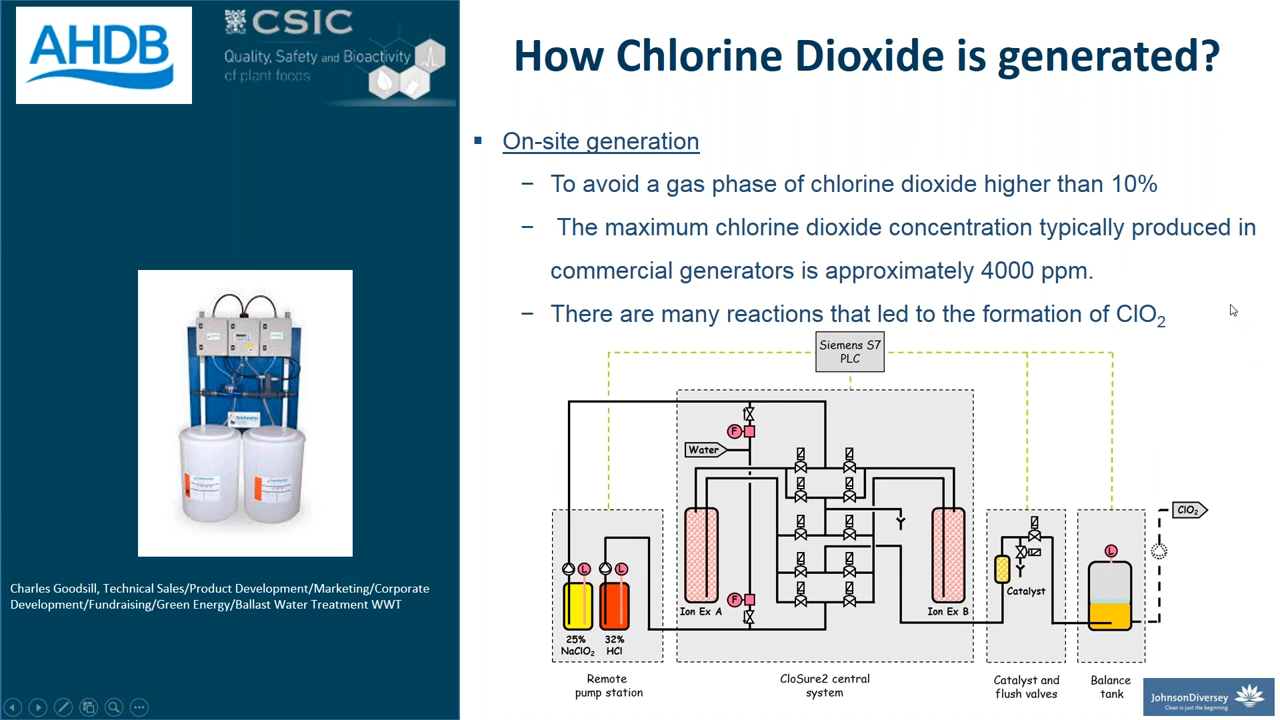 AHDB
CSIC
Quality, Safety and Bioactivity
of plant foods
How Chlorine Dioxide is generated?
▪ On-site generation
− To avoid a gas phase of chlorine dioxide higher than 10%
− The maximum chlorine dioxide concentration typically produced in
commercial generators is approximately 4000 ppm.
− There are many reactions that led to the formation of ClO₂
Siemens S7
PLC
F
Water
ClO₂
L
L
L
Catalyst
F
Ion Ex A
Ion Ex B
25%
NaClO₂
32%
HCl
Remote
pump station
CloSure2 central
system
Catalyst and
flush valves
Balance
tank
Charles Goodsill, Technical Sales/Product Development/Marketing/Corporate
Development/Fundraising/Green Energy/Ballast Water Treatment WWT
JohnsonDiversey
Clean is just the beginning